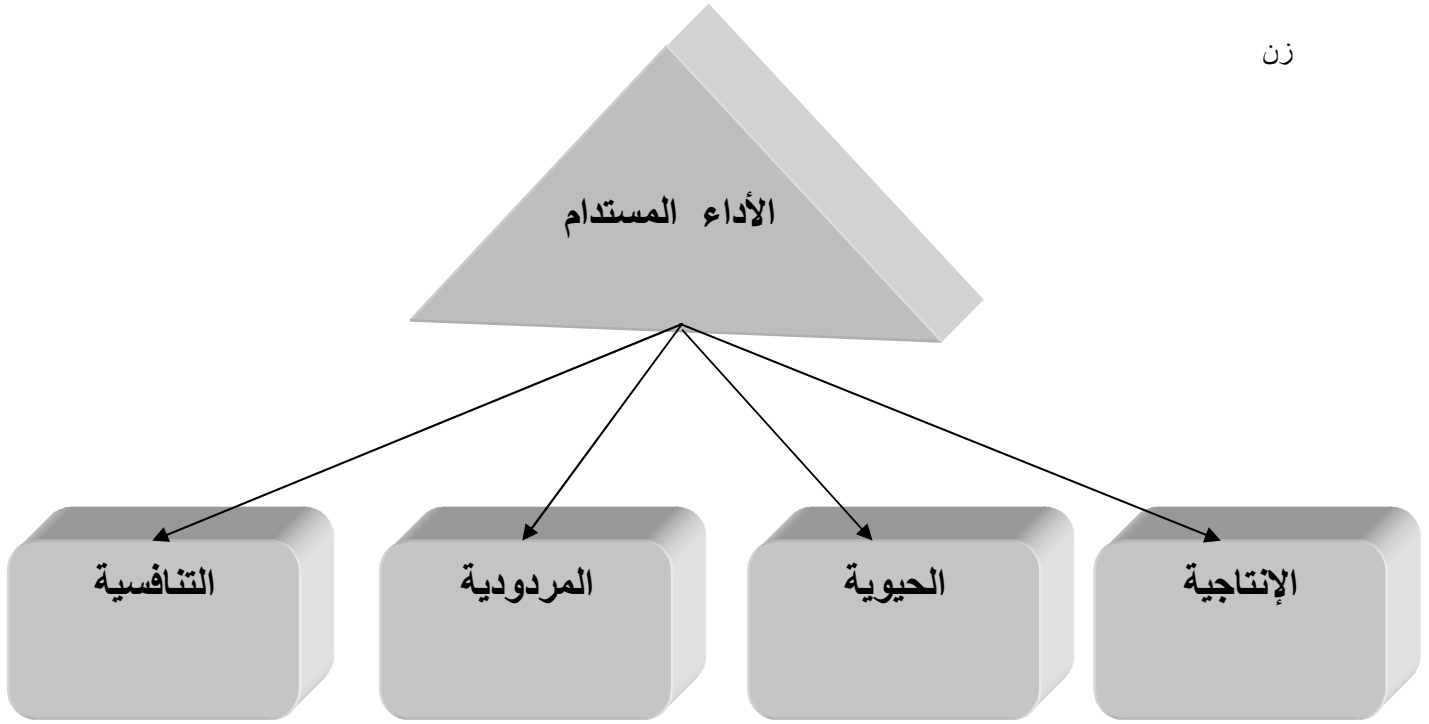 زن
الأداء المستدام
الإنتاجية
الحيوية
المردودية
التنافسية